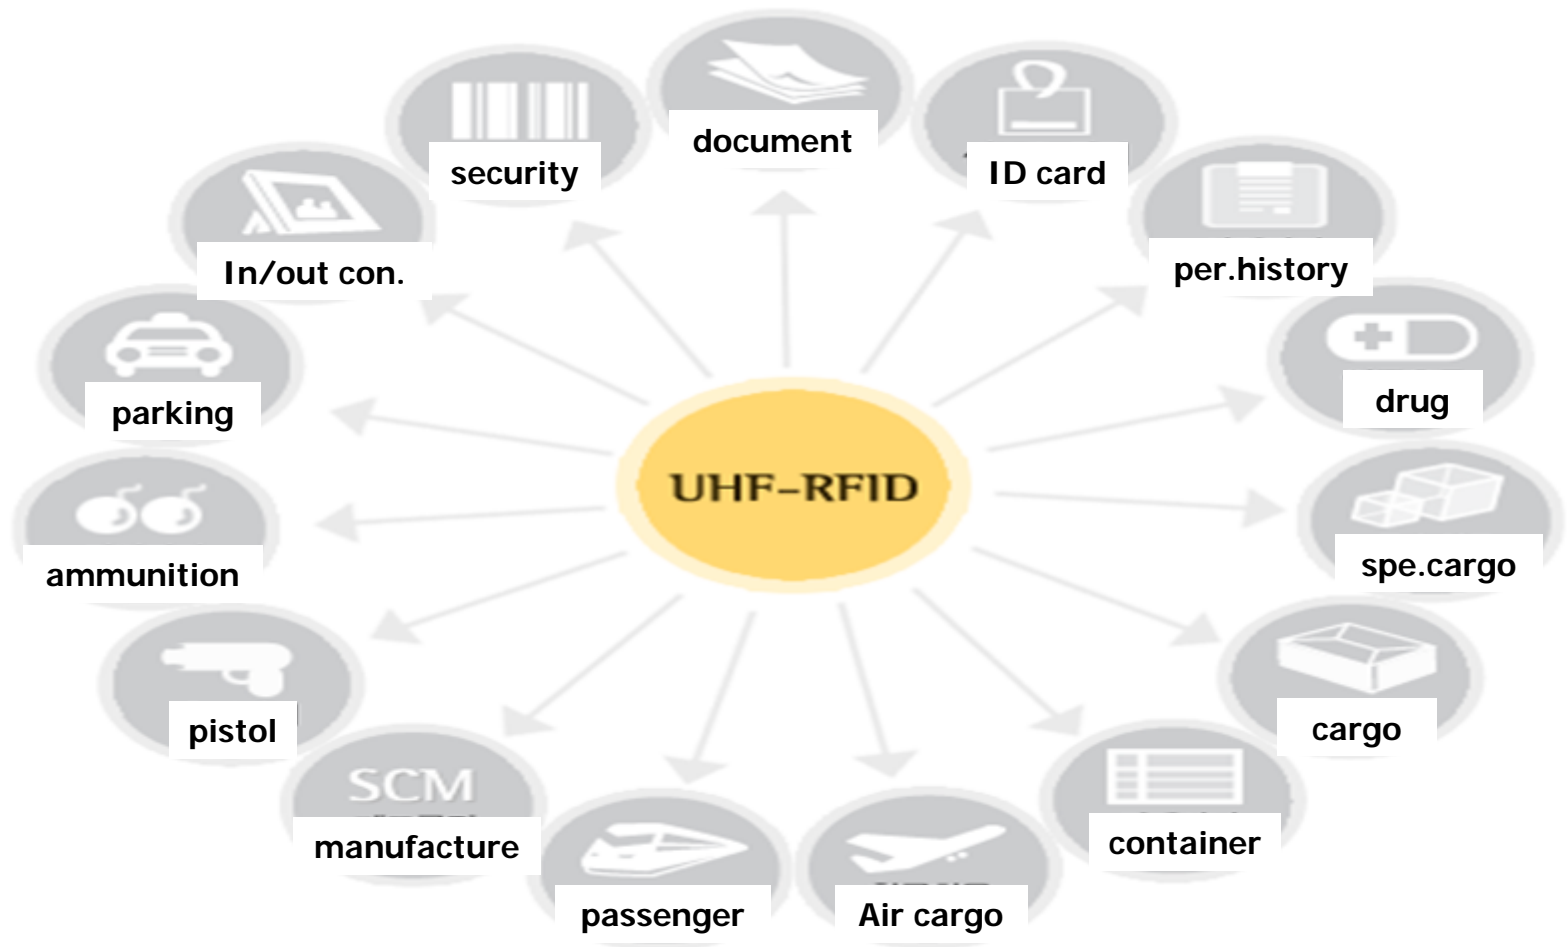 document
security
ID card
In/out con.
per.history
parking
drug
UHF-RFID
ammunition
spe.cargo
pistol
cargo
SCM
manufacture
container
passenger
Air cargo